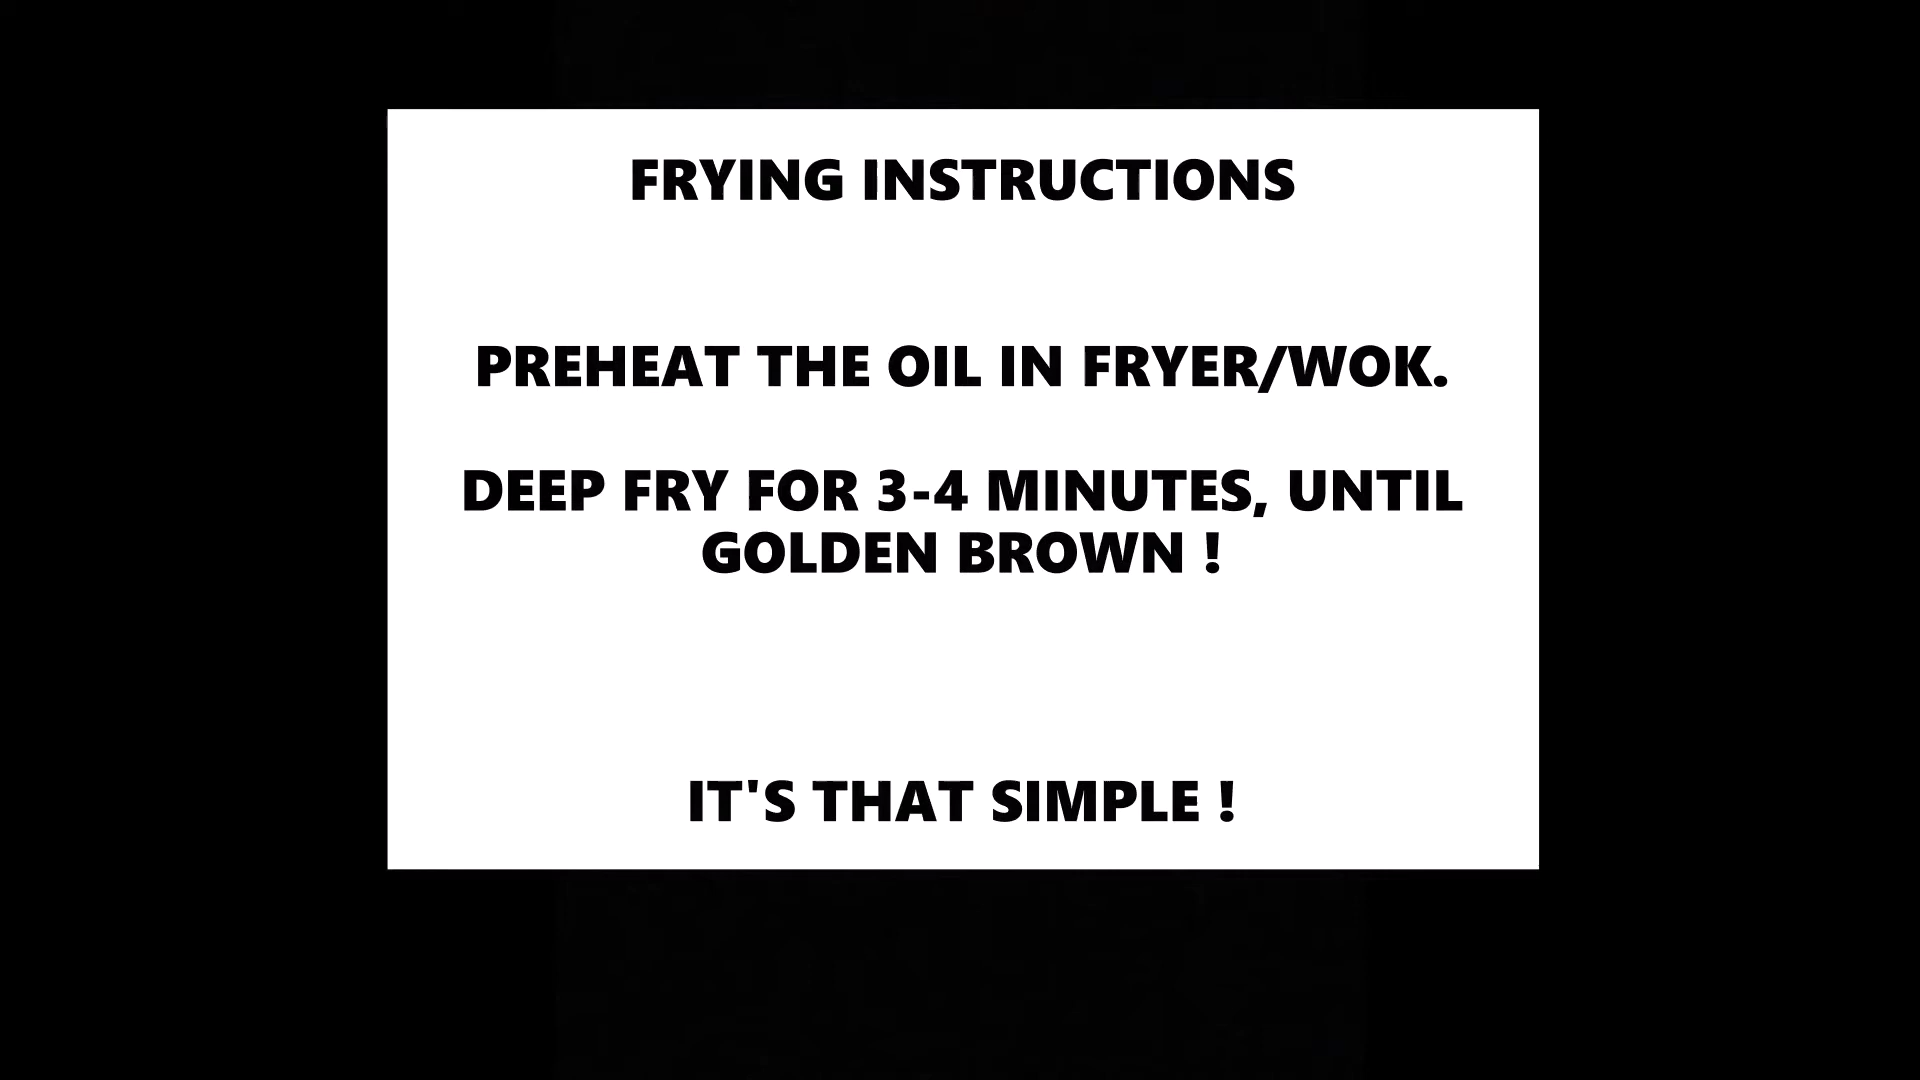 FRYING INSTRUCTIONS
PREHEAT THE OIL IN FRYER/WOK.
DEEP FRY FOR 3-4 MINUTES, UNTIL
GOLDEN BROWN !
IT'S THAT SIMPLE !